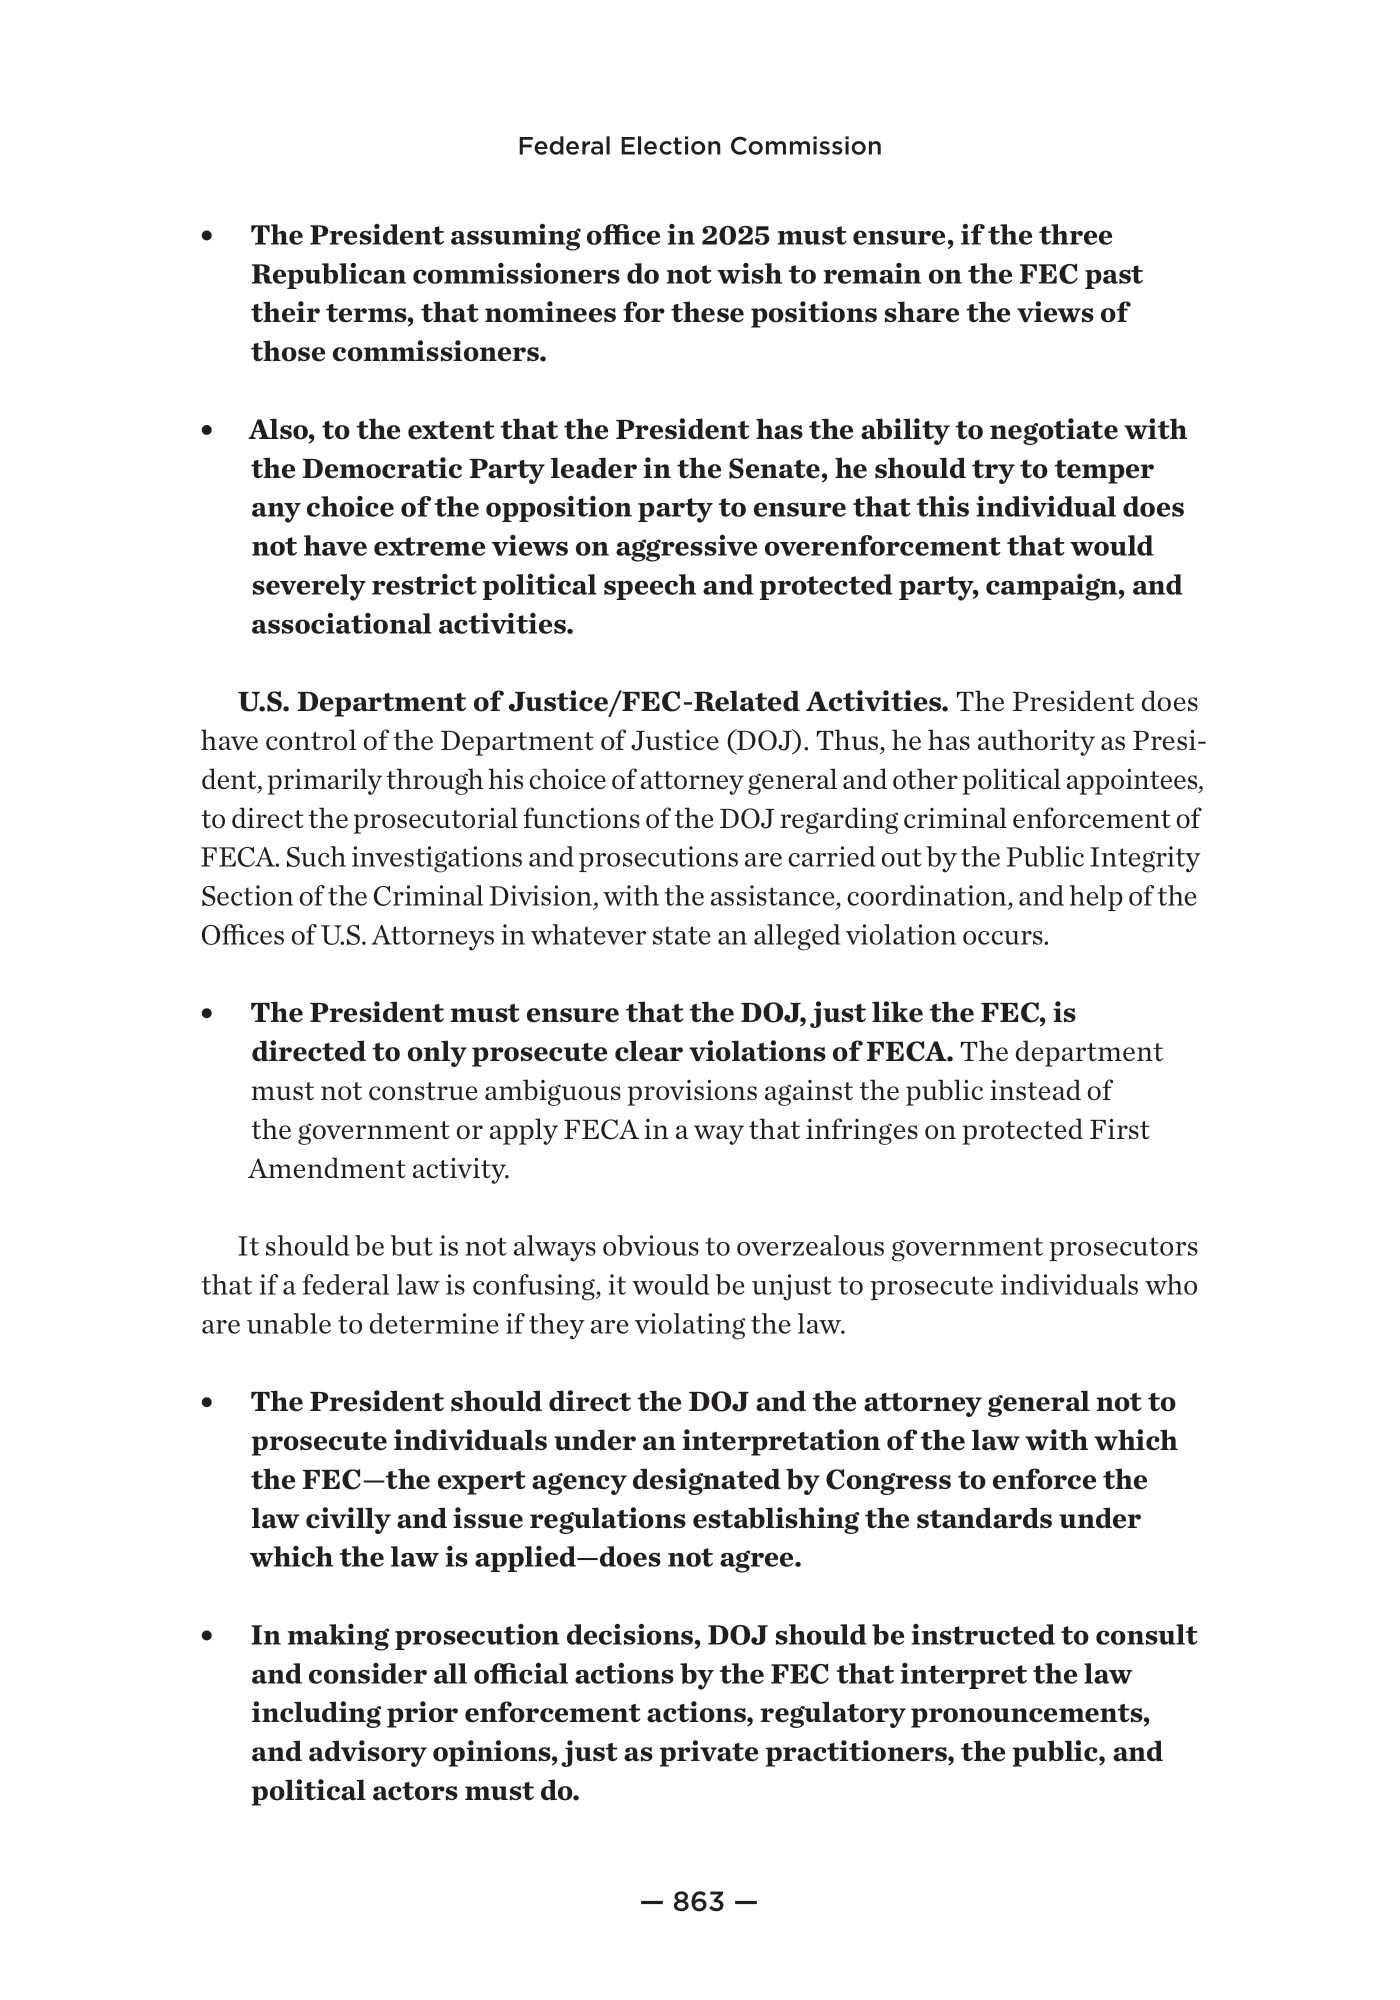 Federal Election Commission
• The President assuming office in 2025 must ensure, if the three
Republican commissioners do not wish to remain on the FEC past
their terms, that nominees for these positions share the views of
those commissioners.
• Also, to the extent that the President has the ability to negotiate with
the Democratic Party leader in the Senate, he should try to temper
any choice of the opposition party to ensure that this individual does
not have extreme views on aggressive overenforcement that would
severely restrict political speech and protected party, campaign, and
associational activities.
U.S. Department of Justice/FEC-Related Activities. The President does
have control of the Department of Justice (DOJ). Thus, he has authority as Presi-
dent, primarily through his choice of attorney general and other political appointees,
to direct the prosecutorial functions of the DOJ regarding criminal enforcement of
FECA. Such investigations and prosecutions are carried out by the Public Integrity
Section of the Criminal Division, with the assistance, coordination, and help of the
Offices of U.S. Attorneys in whatever state an alleged violation occurs.
• The President must ensure that the DOJ, just like the FEC, is
directed to only prosecute clear violations of FECA. The department
must not construe ambiguous provisions against the public instead of
the government or apply FECA in a way that infringes on protected First
Amendment activity.
It should be but is not always obvious to overzealous government prosecutors
that if a federal law is confusing, it would be unjust to prosecute individuals who
are unable to determine if they are violating the law.
• The President should direct the DOJ and the attorney general not to
prosecute individuals under an interpretation of the law with which
the FEC—the expert agency designated by Congress to enforce the
law civilly and issue regulations establishing the standards under
which the law is applied—does not agree.
• In making prosecution decisions, DOJ should be instructed to consult
and consider all official actions by the FEC that interpret the law
including prior enforcement actions, regulatory pronouncements,
and advisory opinions, just as private practitioners, the public, and
political actors must do.
— 863 —